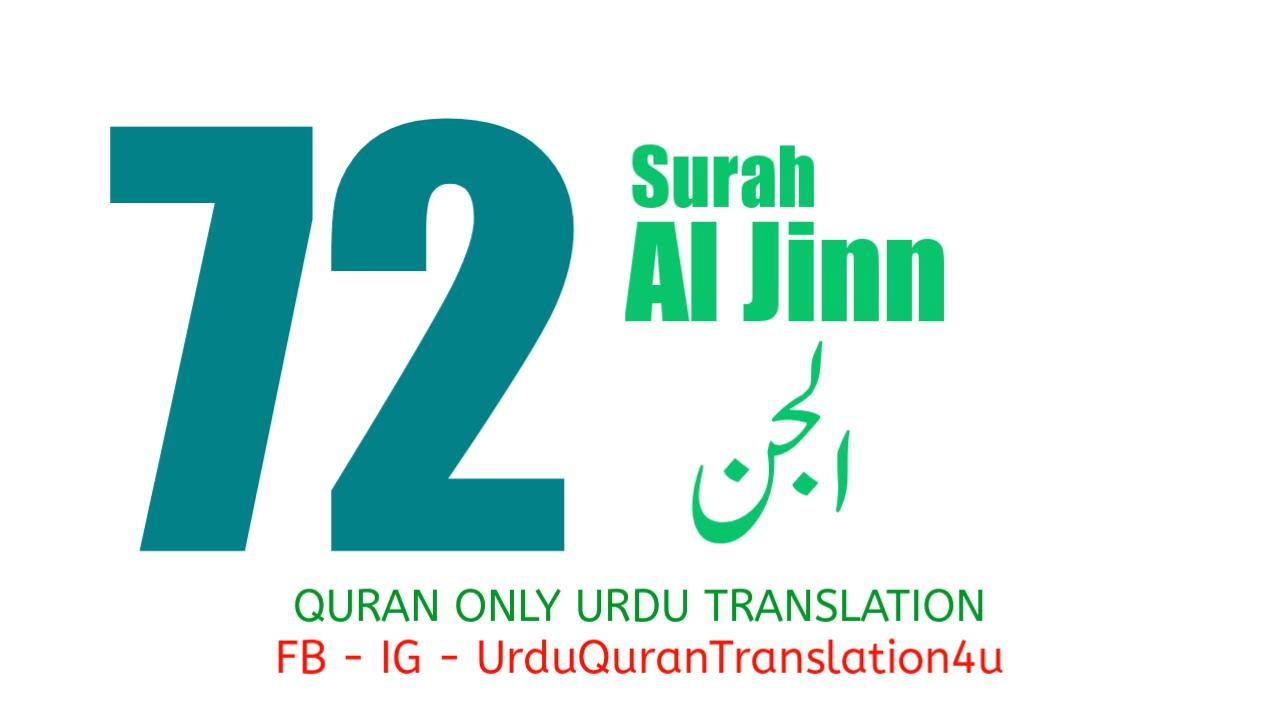 72
Surah
Al Jinn
الجن
QURAN ONLY URDU TRANSLATION
FB - IG - UrduQuranTranslation4u